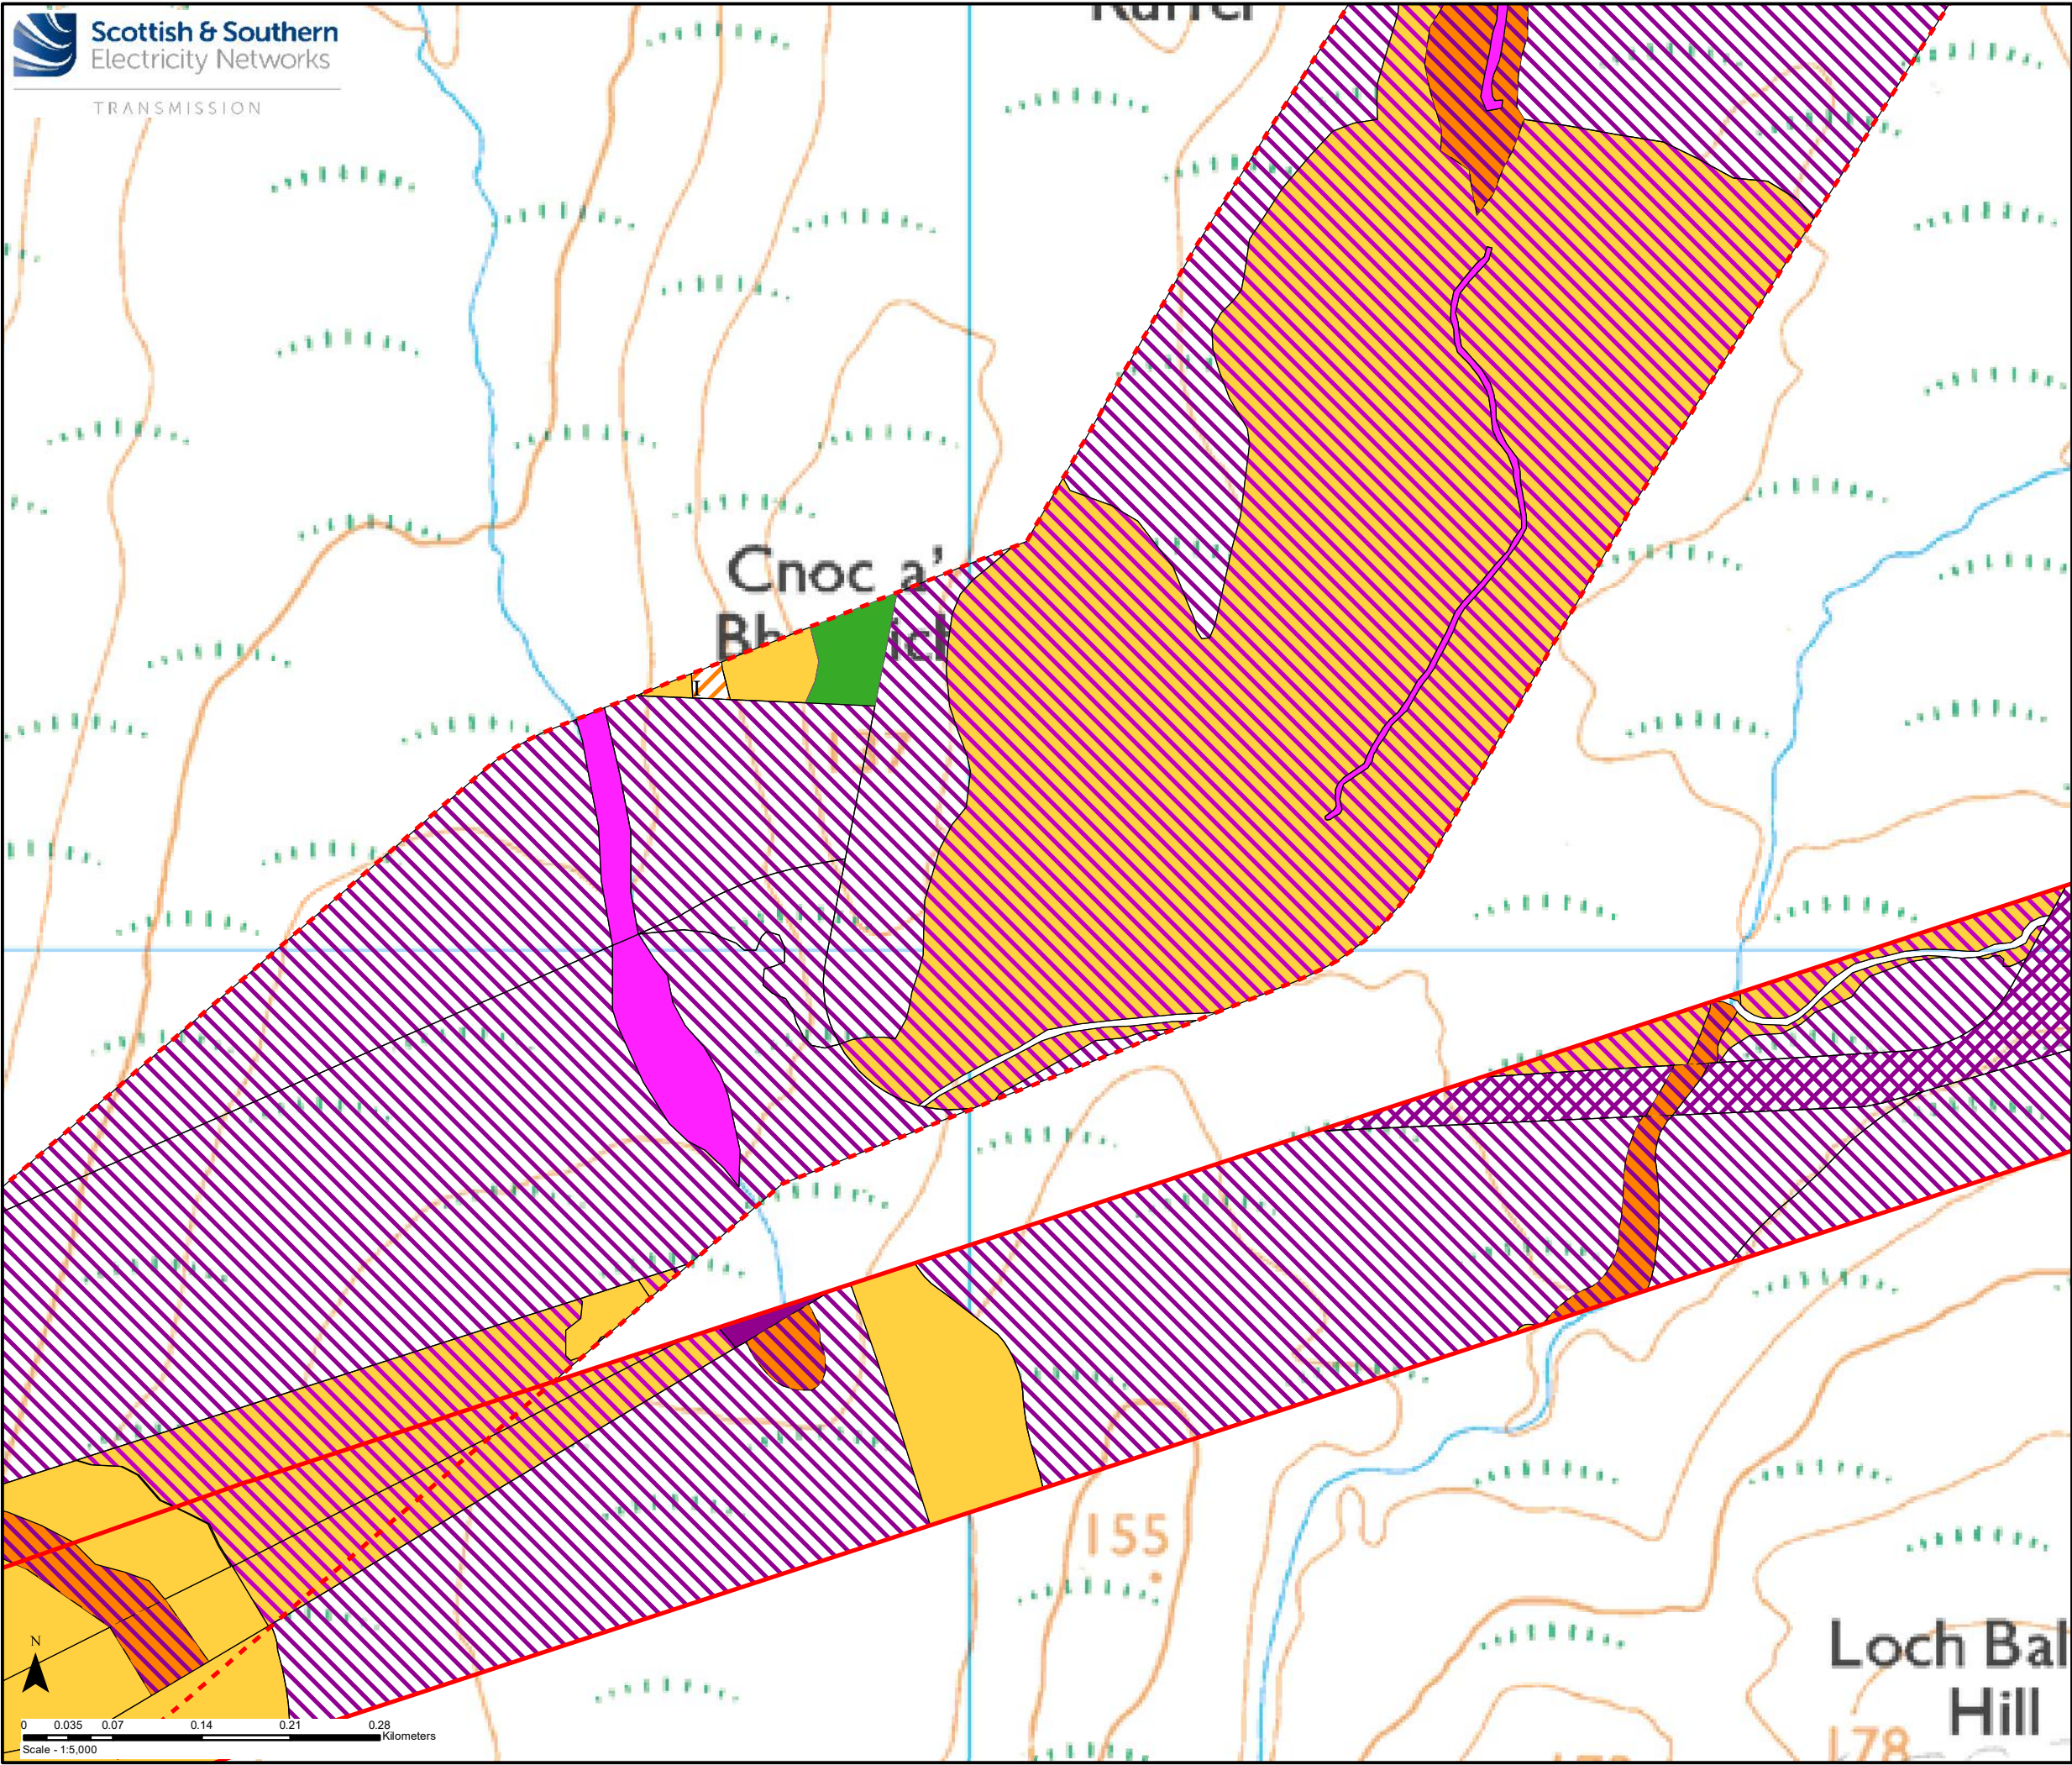 Scottish & Southern
Electricity Networks
TRANSMISSION
Cnoc a'
I
155
Loch Bal
Hill
178
N
0 0.035 0.07 0.14 0.21 0.28
Kilometers
Scale - 1:5,000